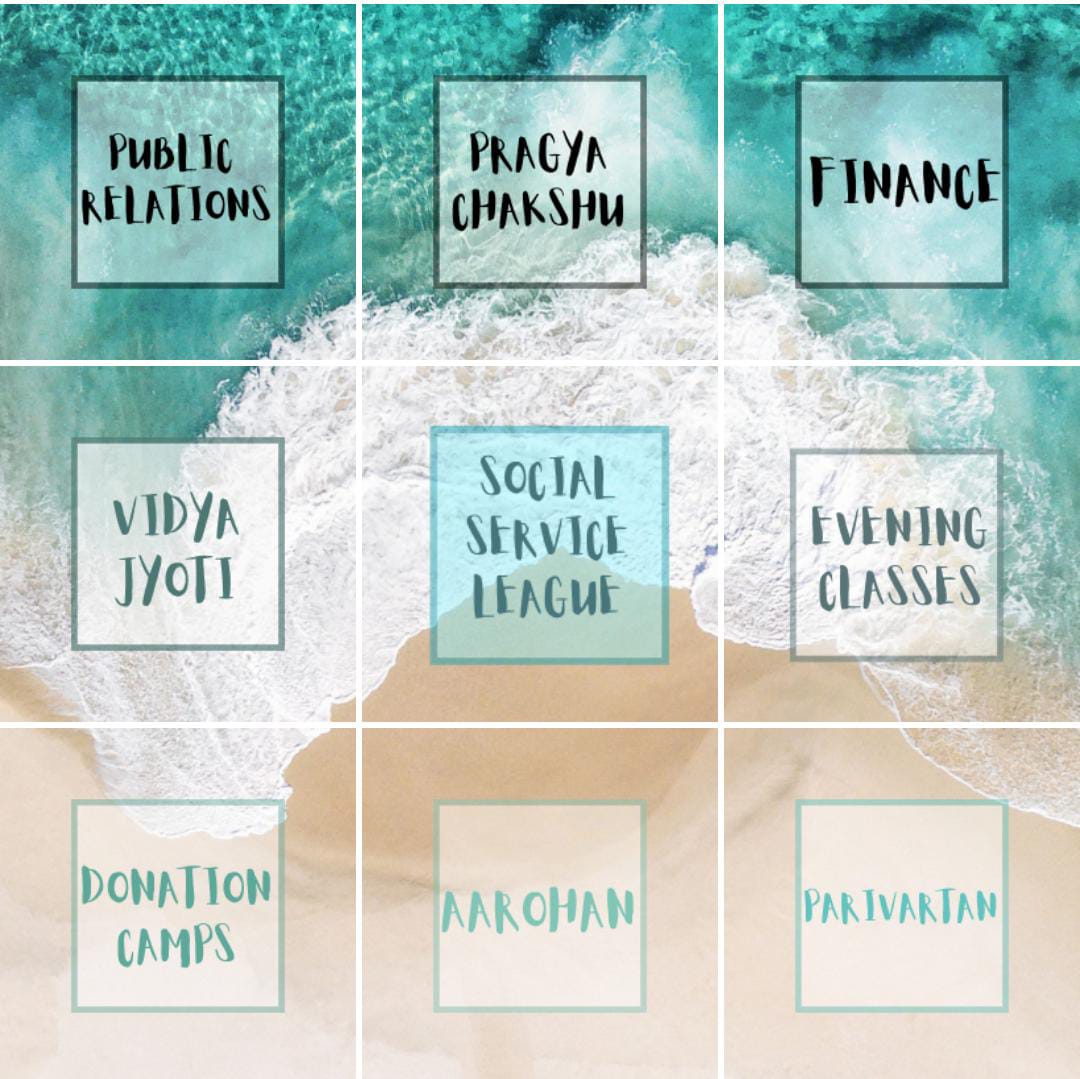 PUBLIC
RELATIONS
PRAGYA
CHAKSHU
FINANCE
VIDYA
JYOTI
SOCIAL
SERVICE
LEAGUE
EVENING
CLASSES
DONATION
CAMPS
AAROHAN
PARIVARTAN